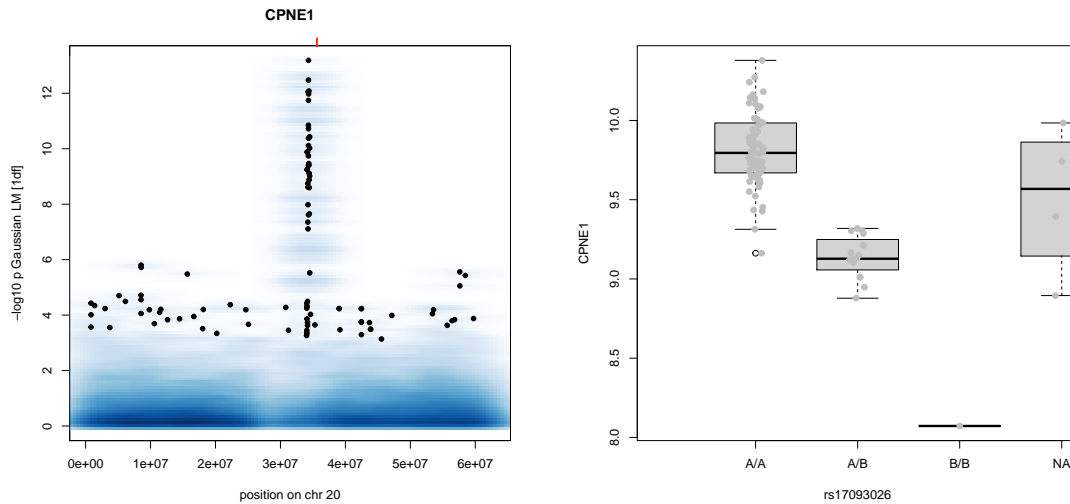 CPNE1
−log10 p Gaussian LM [1df]
12
10
8
6
4
2
0
0e+00 1e+07 2e+07 3e+07 4e+07 5e+07 6e+07
position on chr 20
CPNE1
10.0
9.5
9.0
8.5
8.0
A/A A/B B/B NA
rs17093026